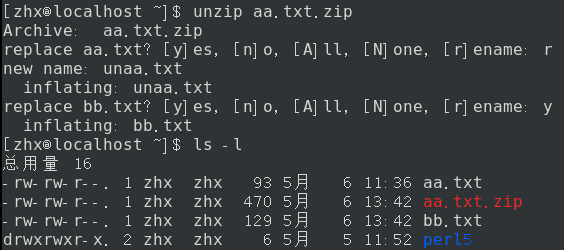 [zhx@localhost ~]$ unzip aa.txt.zip
Archive:  aa.txt.zip
replace aa.txt? [y]es, [n]o, [A]ll, [N]one, [r]ename: r
new name: unaa.txt
  inflating: unaa.txt
replace bb.txt? [y]es, [n]o, [A]ll, [N]one, [r]ename: y
  inflating: bb.txt
[zhx@localhost ~]$ ls -l
总用量 16
-rw-rw-r--. 1 zhx  zhx   93 5月   6 11:36 aa.txt
-rw-rw-r--. 1 zhx  zhx  470 5月   6 13:42 aa.txt.zip
-rw-rw-r--. 1 zhx  zhx  129 5月   6 13:42 bb.txt
drwxrwxr-x. 2 zhx  zhx    6 5月   5 11:52 perl5